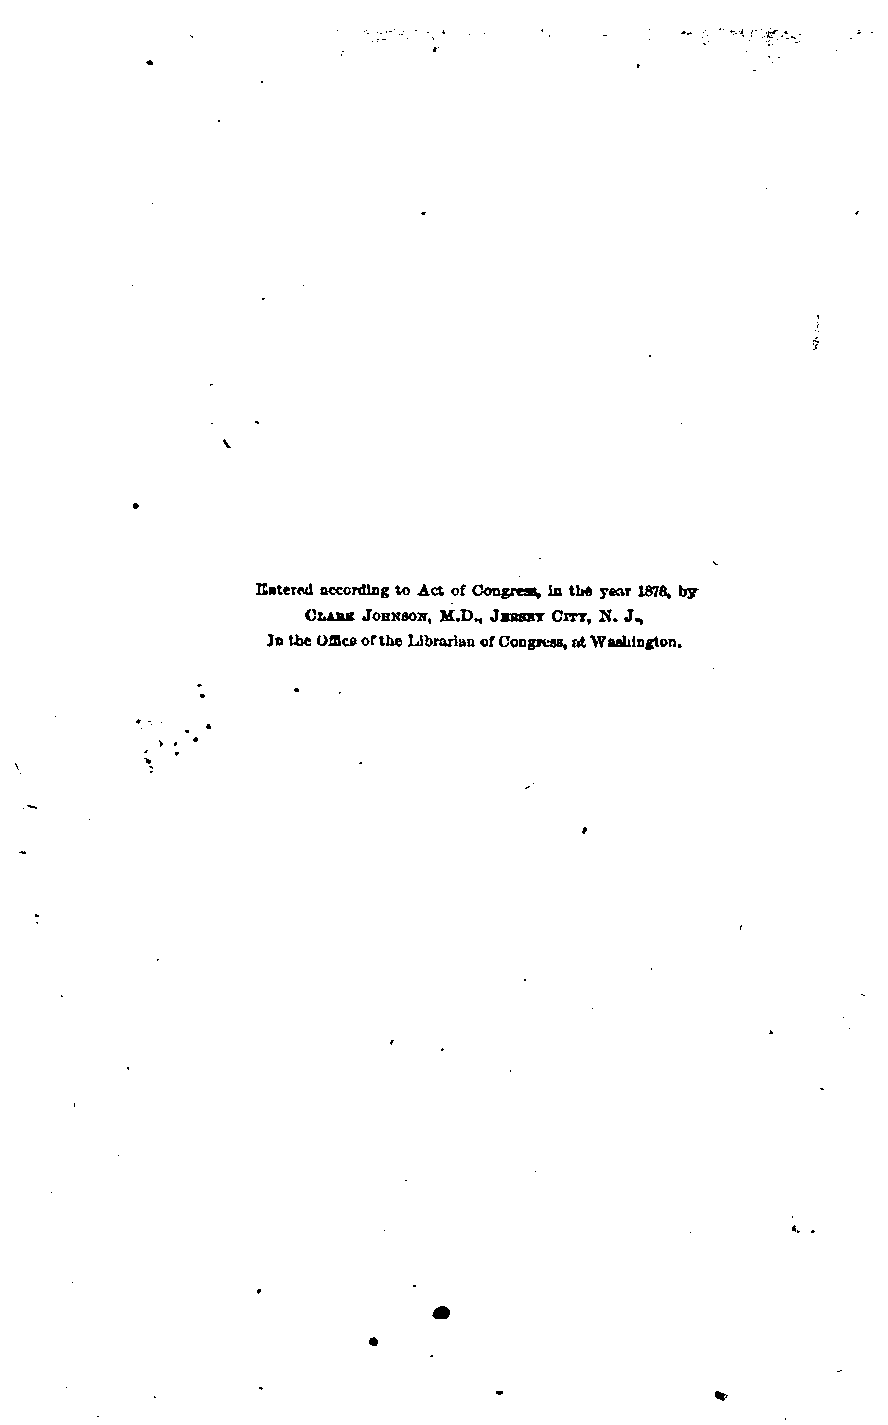 Entered according to Act of Congress, in the year 1878, by
CLARK JOHNSON, M.D., JERSEY CITY, N. J.,
In the Office of the Librarian of Congress, at Washington.